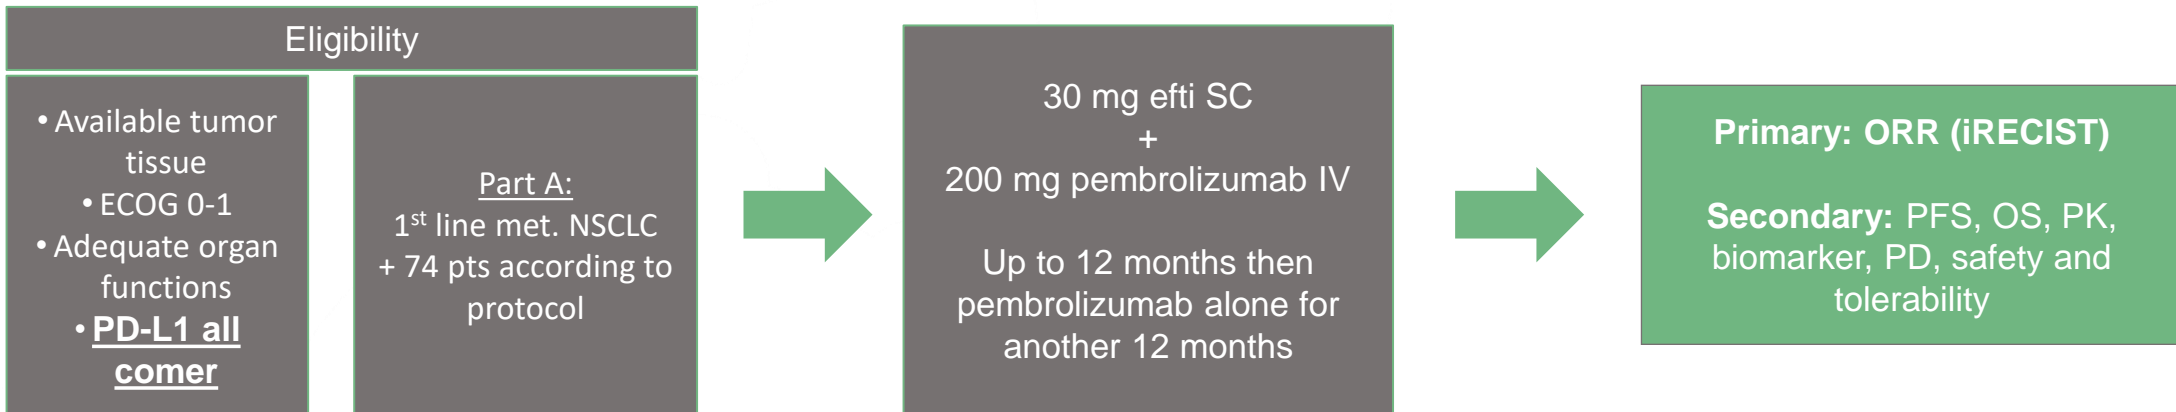 Eligibility
• Available tumor
tissue
• ECOG 0-1
• Adequate organ
functions
• PD-L1 all
comer
Part A:
1st line met. NSCLC
+ 74 pts according to
protocol
30 mg efti SC
+
200 mg pembrolizumab IV
Up to 12 months then
pembrolizumab alone for
another 12 months
Primary: ORR (iRECIST)
Secondary: PFS, OS, PK,
biomarker, PD, safety and
tolerability